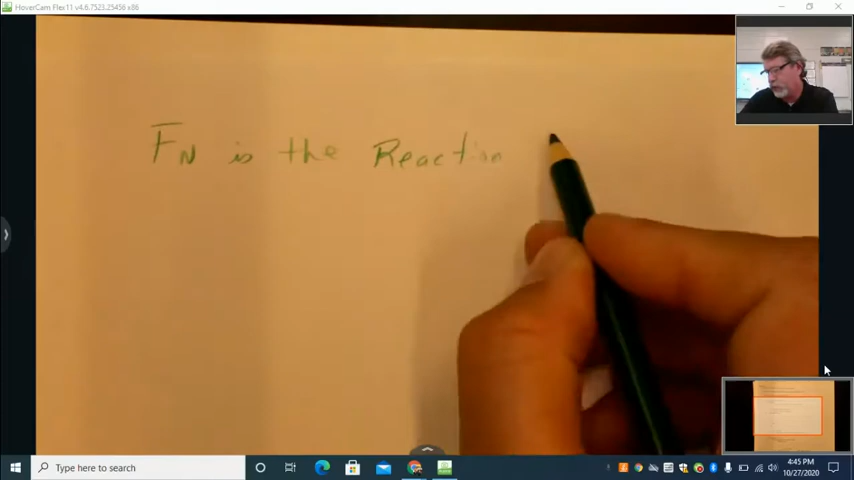 HoverCam Flex11 v4.6.7523.25456 x86
FN is the Reaction
Type here to search
4:45 PM
10/27/2020